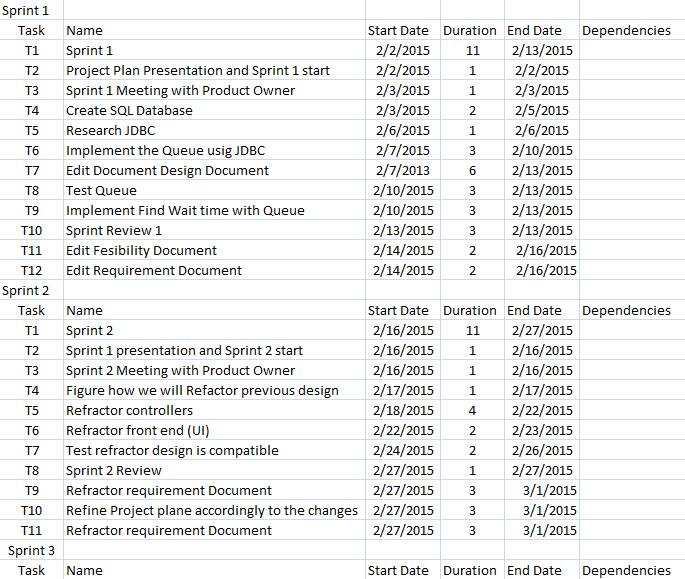 Sprint 1
Task Name Start Date Duration End Date Dependencies
T1 Sprint 1 2/2/2015 11 2/13/2015
T2 Project Plan Presentation and Sprint 1 start 2/2/2015 1 2/2/2015
T3 Sprint 1 Meeting with Product Owner 2/3/2015 1 2/3/2015
T4 Create SQL Database 2/3/2015 2 2/5/2015
T5 Research JDBC 2/6/2015 1 2/6/2015
T6 Implement the Queue usig JDBC 2/7/2015 3 2/10/2015
T7 Edit Document Design Document 2/7/2013 6 2/13/2015
T8 Test Queue 2/10/2015 3 2/13/2015
T9 Implement Find Wait time with Queue 2/10/2015 3 2/13/2015
T10 Sprint Review 1 2/13/2015 3 2/13/2015
T11 Edit Fesibility Document 2/14/2015 2 2/16/2015
T12 Edit Requirement Document 2/14/2015 2 2/16/2015
Sprint 2
Task Name Start Date Duration End Date Dependencies
T1 Sprint 2 2/16/2015 11 2/27/2015
T2 Sprint 1 presentation and Sprint 2 start 2/16/2015 1 2/16/2015
T3 Sprint 2 Meeting with Product Owner 2/16/2015 1 2/16/2015
T4 Figure how we will Refactor previous design 2/17/2015 1 2/17/2015
T5 Refractor controllers 2/18/2015 4 2/22/2015
T6 Refractor front end (UI) 2/22/2015 2 2/23/2015
T7 Test refractor design is compatible 2/24/2015 2 2/26/2015
T8 Sprint 2 Review 2/27/2015 1 2/27/2015
T9 Refractor requirement Document 2/27/2015 3 3/1/2015
T10 Refine Project plane accordingly to the changes 2/27/2015 3 3/1/2015
T11 Refractor requirement Document 2/27/2015 3 3/1/2015
Sprint 3
Task Name Start Date Duration End Date Dependencies